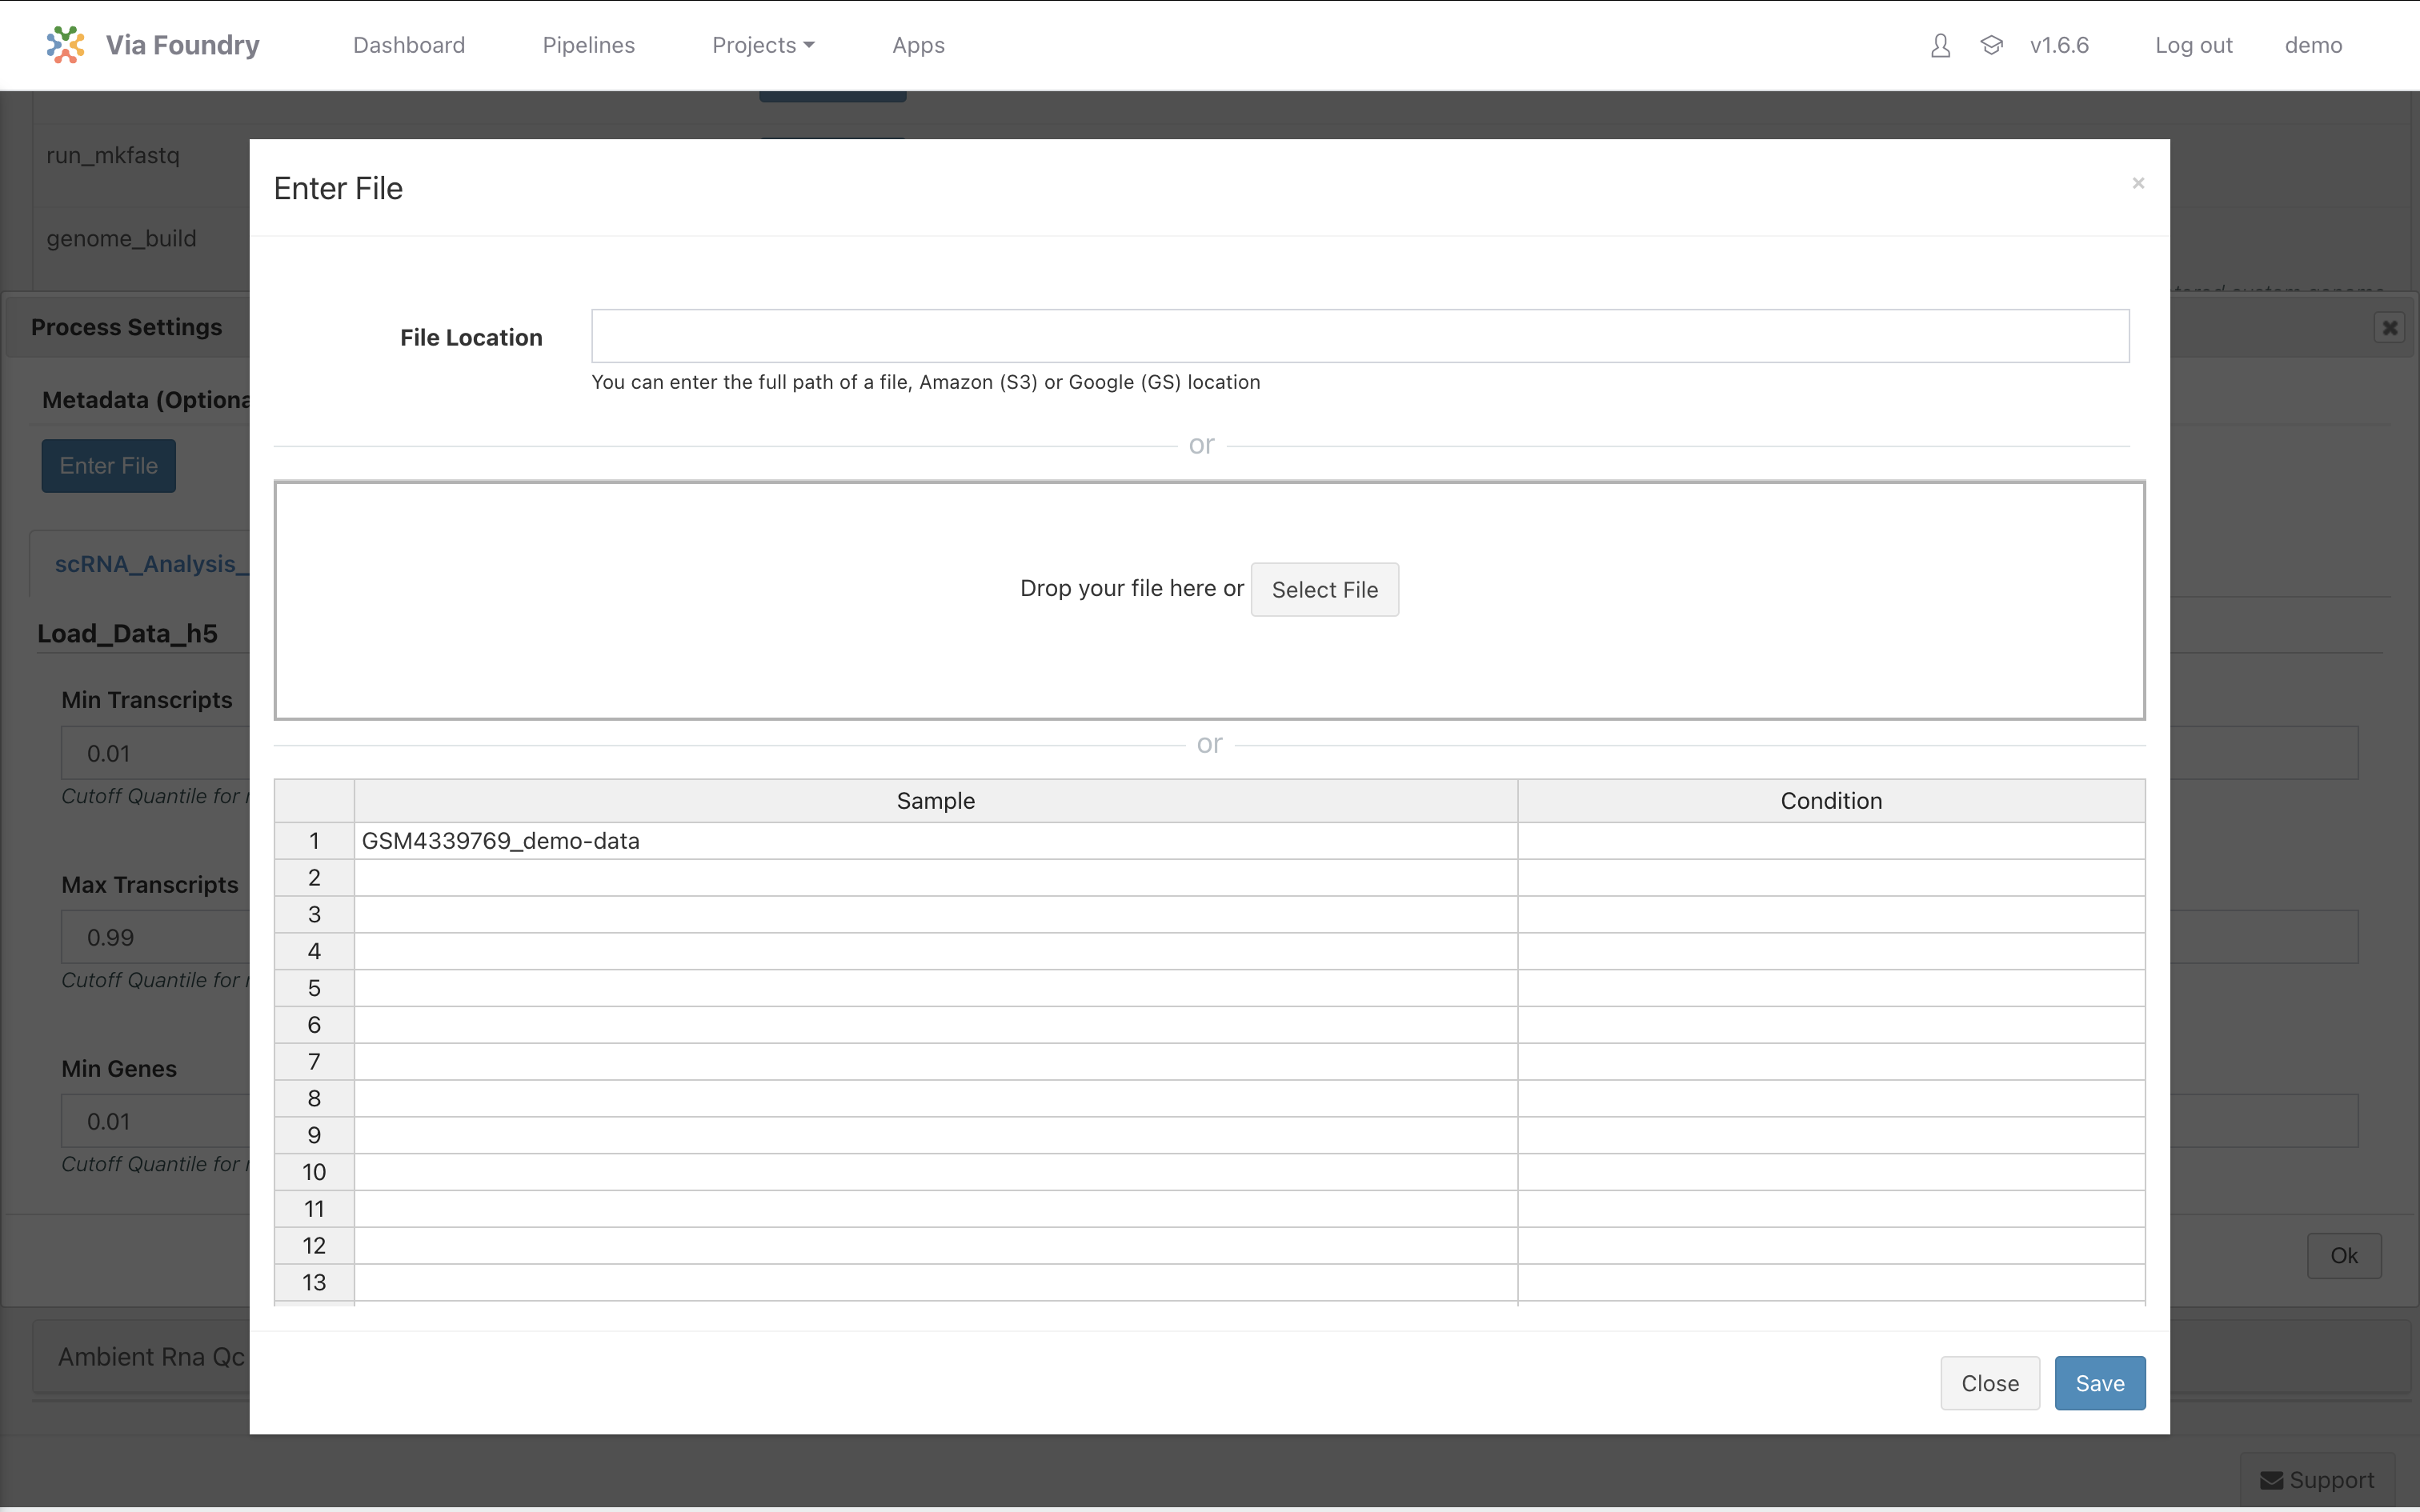 Via Foundry Dashboard Pipelines Projects Apps v1.6.6 Log out demo
run_mkfastq
genome_build
Enter File
×
Process Settings
File Location
You can enter the full path of a file, Amazon (S3) or Google (GS) location
Metadata (Optiona
Enter File
or
scRNA_Analysis_
Drop your file here or Select File
Load_Data_h5
Min Transcripts
0.01
Cutoff Quantile for
or
Sample Condition
1 GSM4339769_demo-data
2
3
4
5
6
7
8
9
10
11
12
13
Max Transcripts
0.99
Cutoff Quantile for
Min Genes
0.01
Cutoff Quantile for
Ok
Ambient Rna Qc
Close Save
Support